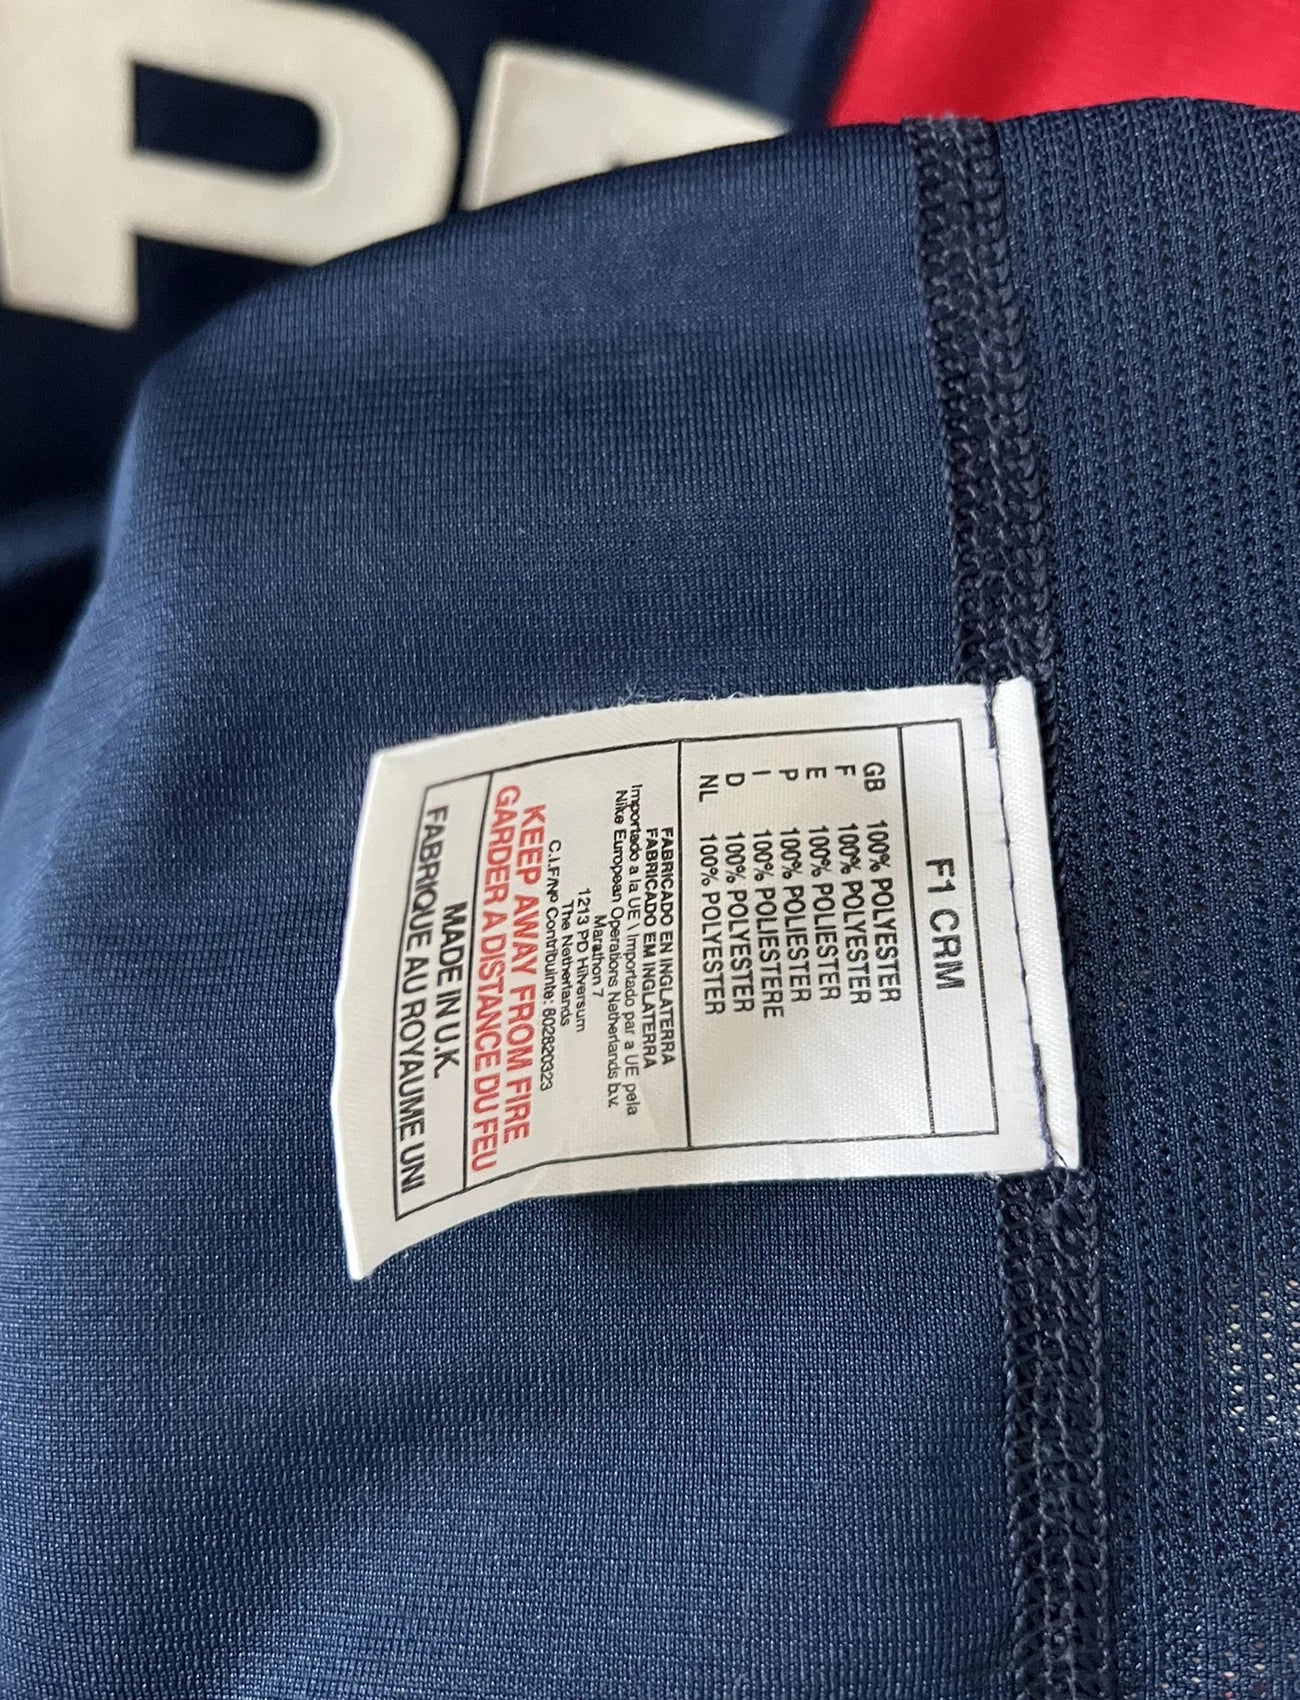 P
F1 CRM
GB 100% POLYESTER
F 100% POLYESTER
E 100% POLIESTER
P 100% POLIESTER
I 100% POLIESTERE
D 100% POLYESTER
NL 100% POLYESTER
FABRICADO EN INGLATERRA
FABRICADO EM INGLATERRA
Importado a la UE \ Importado par a UE pela
Nike European Operations Netherlands b.v.
Marathon 7
1213 PD Hilversum
The Netherlands
C.I.F/Nº Contribuinte: 802820323
KEEP AWAY FROM FIRE
GARDER A DISTANCE DU FEU
MADE IN U.K.
FABRIQUE AU ROYAUME UNI